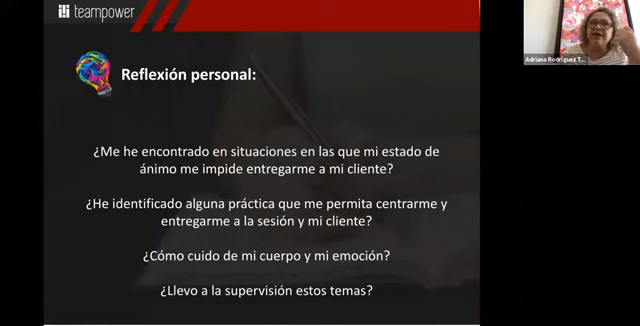 teampower
Reflexión personal:
¿Me he encontrado en situaciones en las que mi estado de
ánimo me impide entregarme a mi cliente?
¿He identificado alguna práctica que me permita centrarme y
entregarme a la sesión y mi cliente?
¿Cómo cuido de mi cuerpo y mi emoción?
¿Llevo a la supervisión estos temas?
Adriana Rodríguez T...